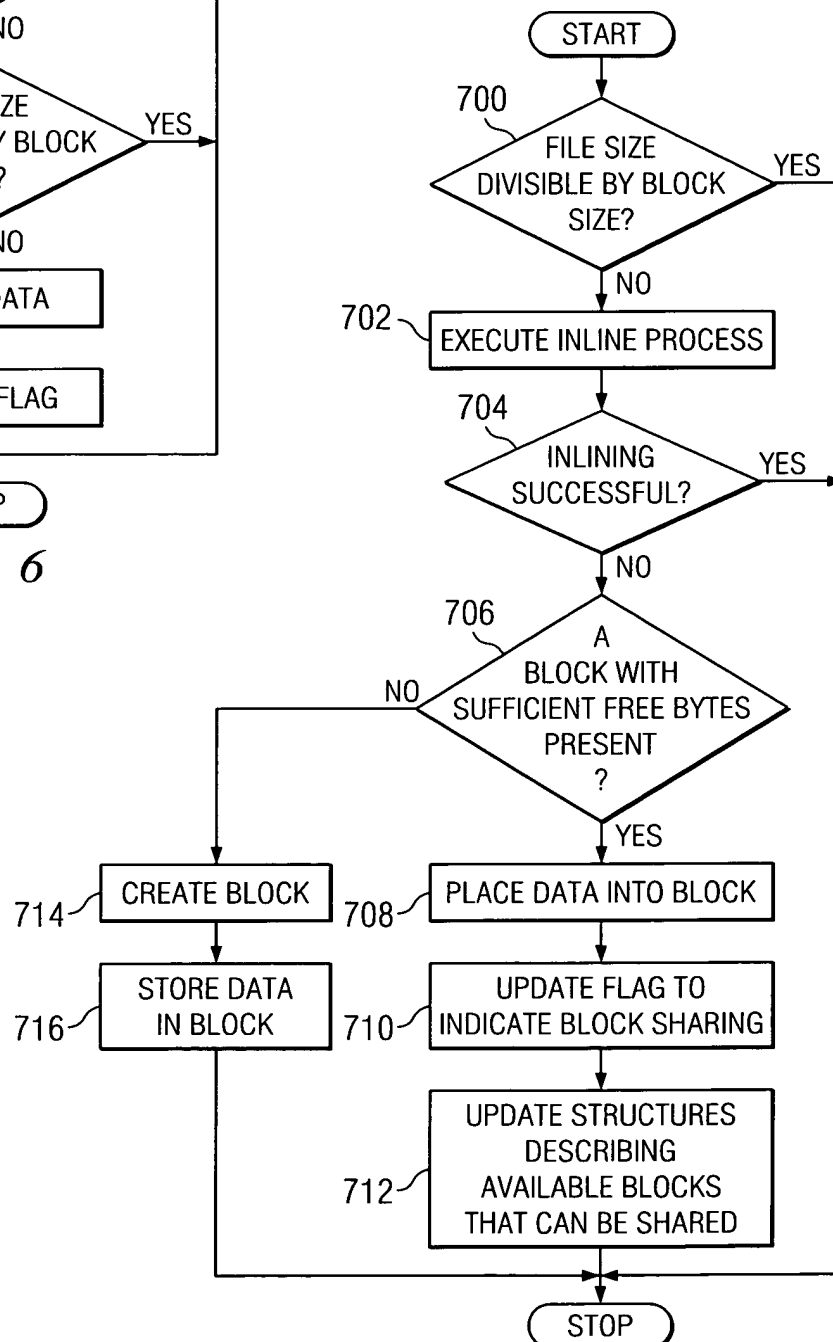 NO
ZE
Y BLOCK
?
YES
NO
DATA
FLAG
P
6
START
700
FILE SIZE
DIVISIBLE BY BLOCK
SIZE?
YES
NO
702
EXECUTE INLINE PROCESS
704
INLINING
SUCCESSFUL?
YES
NO
706
A
BLOCK WITH
SUFFICIENT FREE BYTES
PRESENT
?
NO
YES
714
CREATE BLOCK
708
PLACE DATA INTO BLOCK
716
STORE DATA
IN BLOCK
710
UPDATE FLAG TO
INDICATE BLOCK SHARING
712
UPDATE STRUCTURES
DESCRIBING
AVAILABLE BLOCKS
THAT CAN BE SHARED
STOP